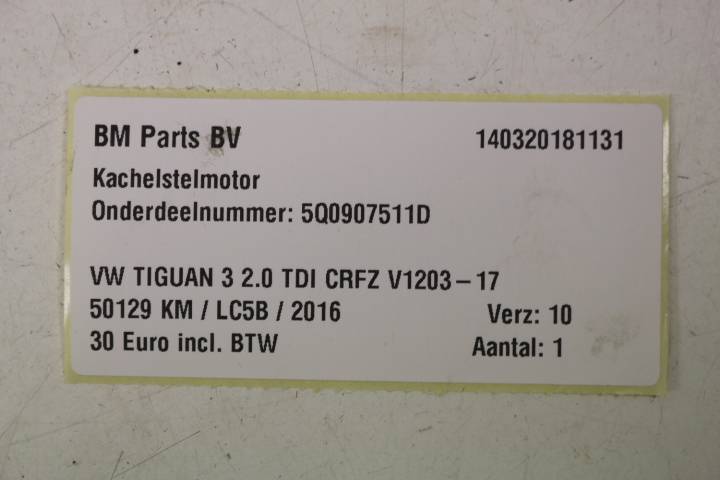 BM Parts BV 140320181131
Kachelstelmotor
Onderdeelnummer: 5Q0907511D
VW TIGUAN 3 2.0 TDI CRFZ V1203-17
50129 KM / LC5B / 2016 Verz: 10
30 Euro incl. BTW Aantal: 1